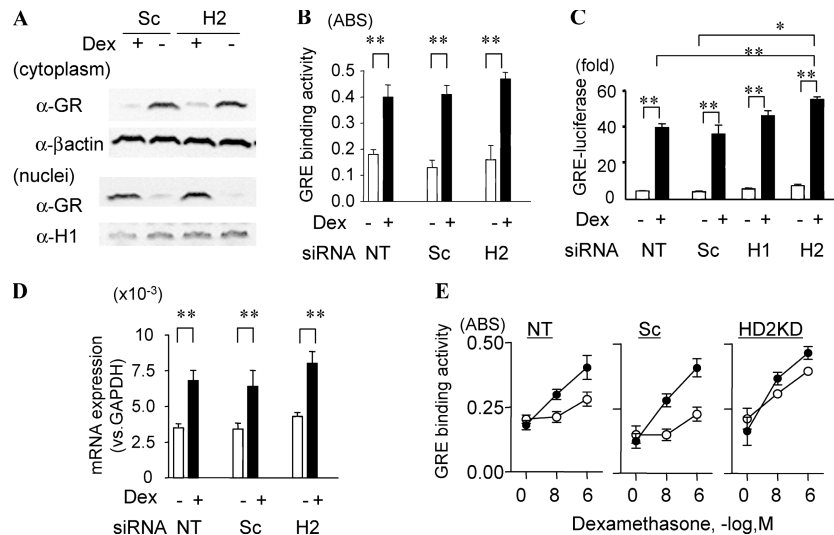 A
Sc H2
Dex + - + -
(cytoplasm)
α-GR
α-βactin
(nuclei)
α-GR
α-H1
B (ABS)
** ** **
GRE binding activity
0.5
0.4
0.3
0.2
0.1
0.0
Dex - + - + - +
siRNA NT Sc H2
C
*
**
(fold)
** ** ** **
GRE-luciferase
60
40
20
0
Dex - + - + - + - +
siRNA NT Sc H1 H2
D (x10-3)
** ** **
mRNA expression
(vs.GAPDH)
10
7.5
5.0
2.5
0
Dex - + - + - +
siRNA NT Sc H2
E
(ABS) NT Sc HD2KD
GRE binding activity
0.50
0.25
0.00
0 8 6 0 8 6 0 8 6
Dexamethasone, -log,M